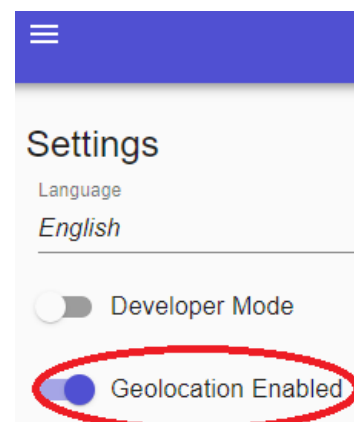 Settings
Language
English
Developer Mode
Geolocation Enabled